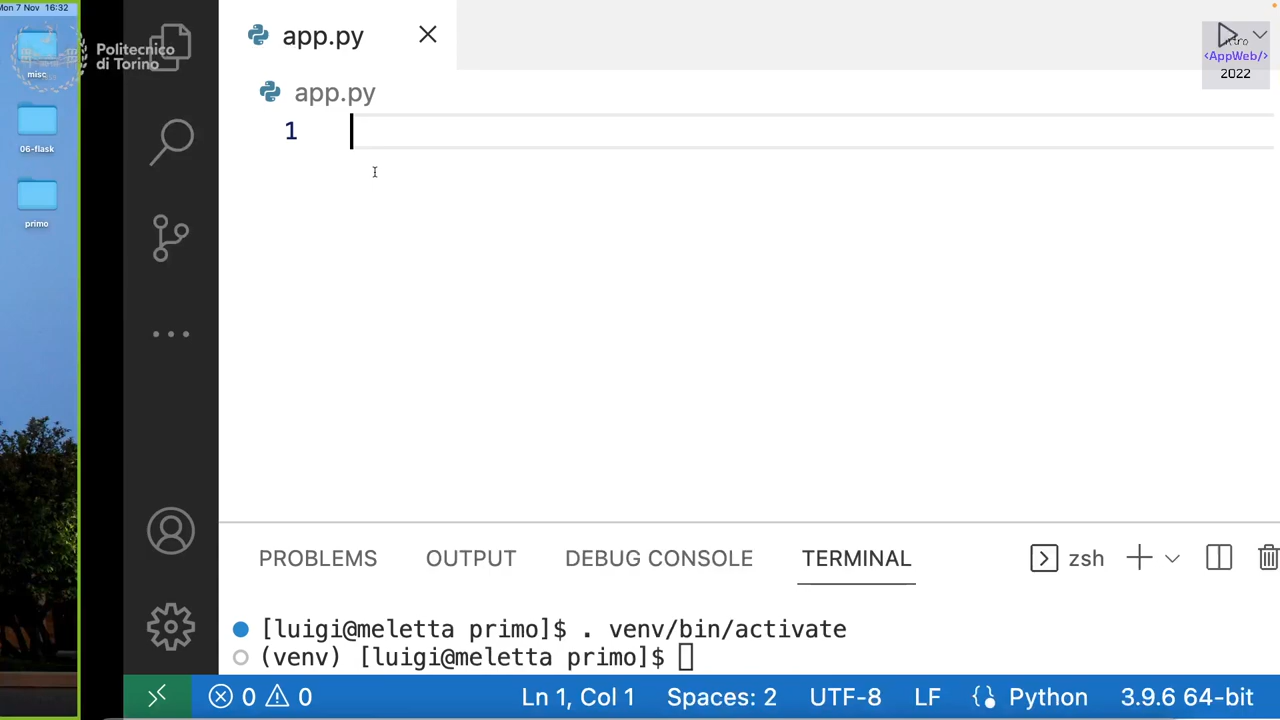 Mon 7 Nov 16:32
misc
06-flask
primo
Politecnico
di Torino
app.py
app.py
1
intro
<AppWeb/>
2022
PROBLEMS OUTPUT DEBUG CONSOLE TERMINAL zsh
[luigi@meletta primo]$ . venv/bin/activate
(venv) [luigi@meletta primo]$
0 0 Ln 1, Col 1 Spaces: 2 UTF-8 LF Python 3.9.6 64-bit